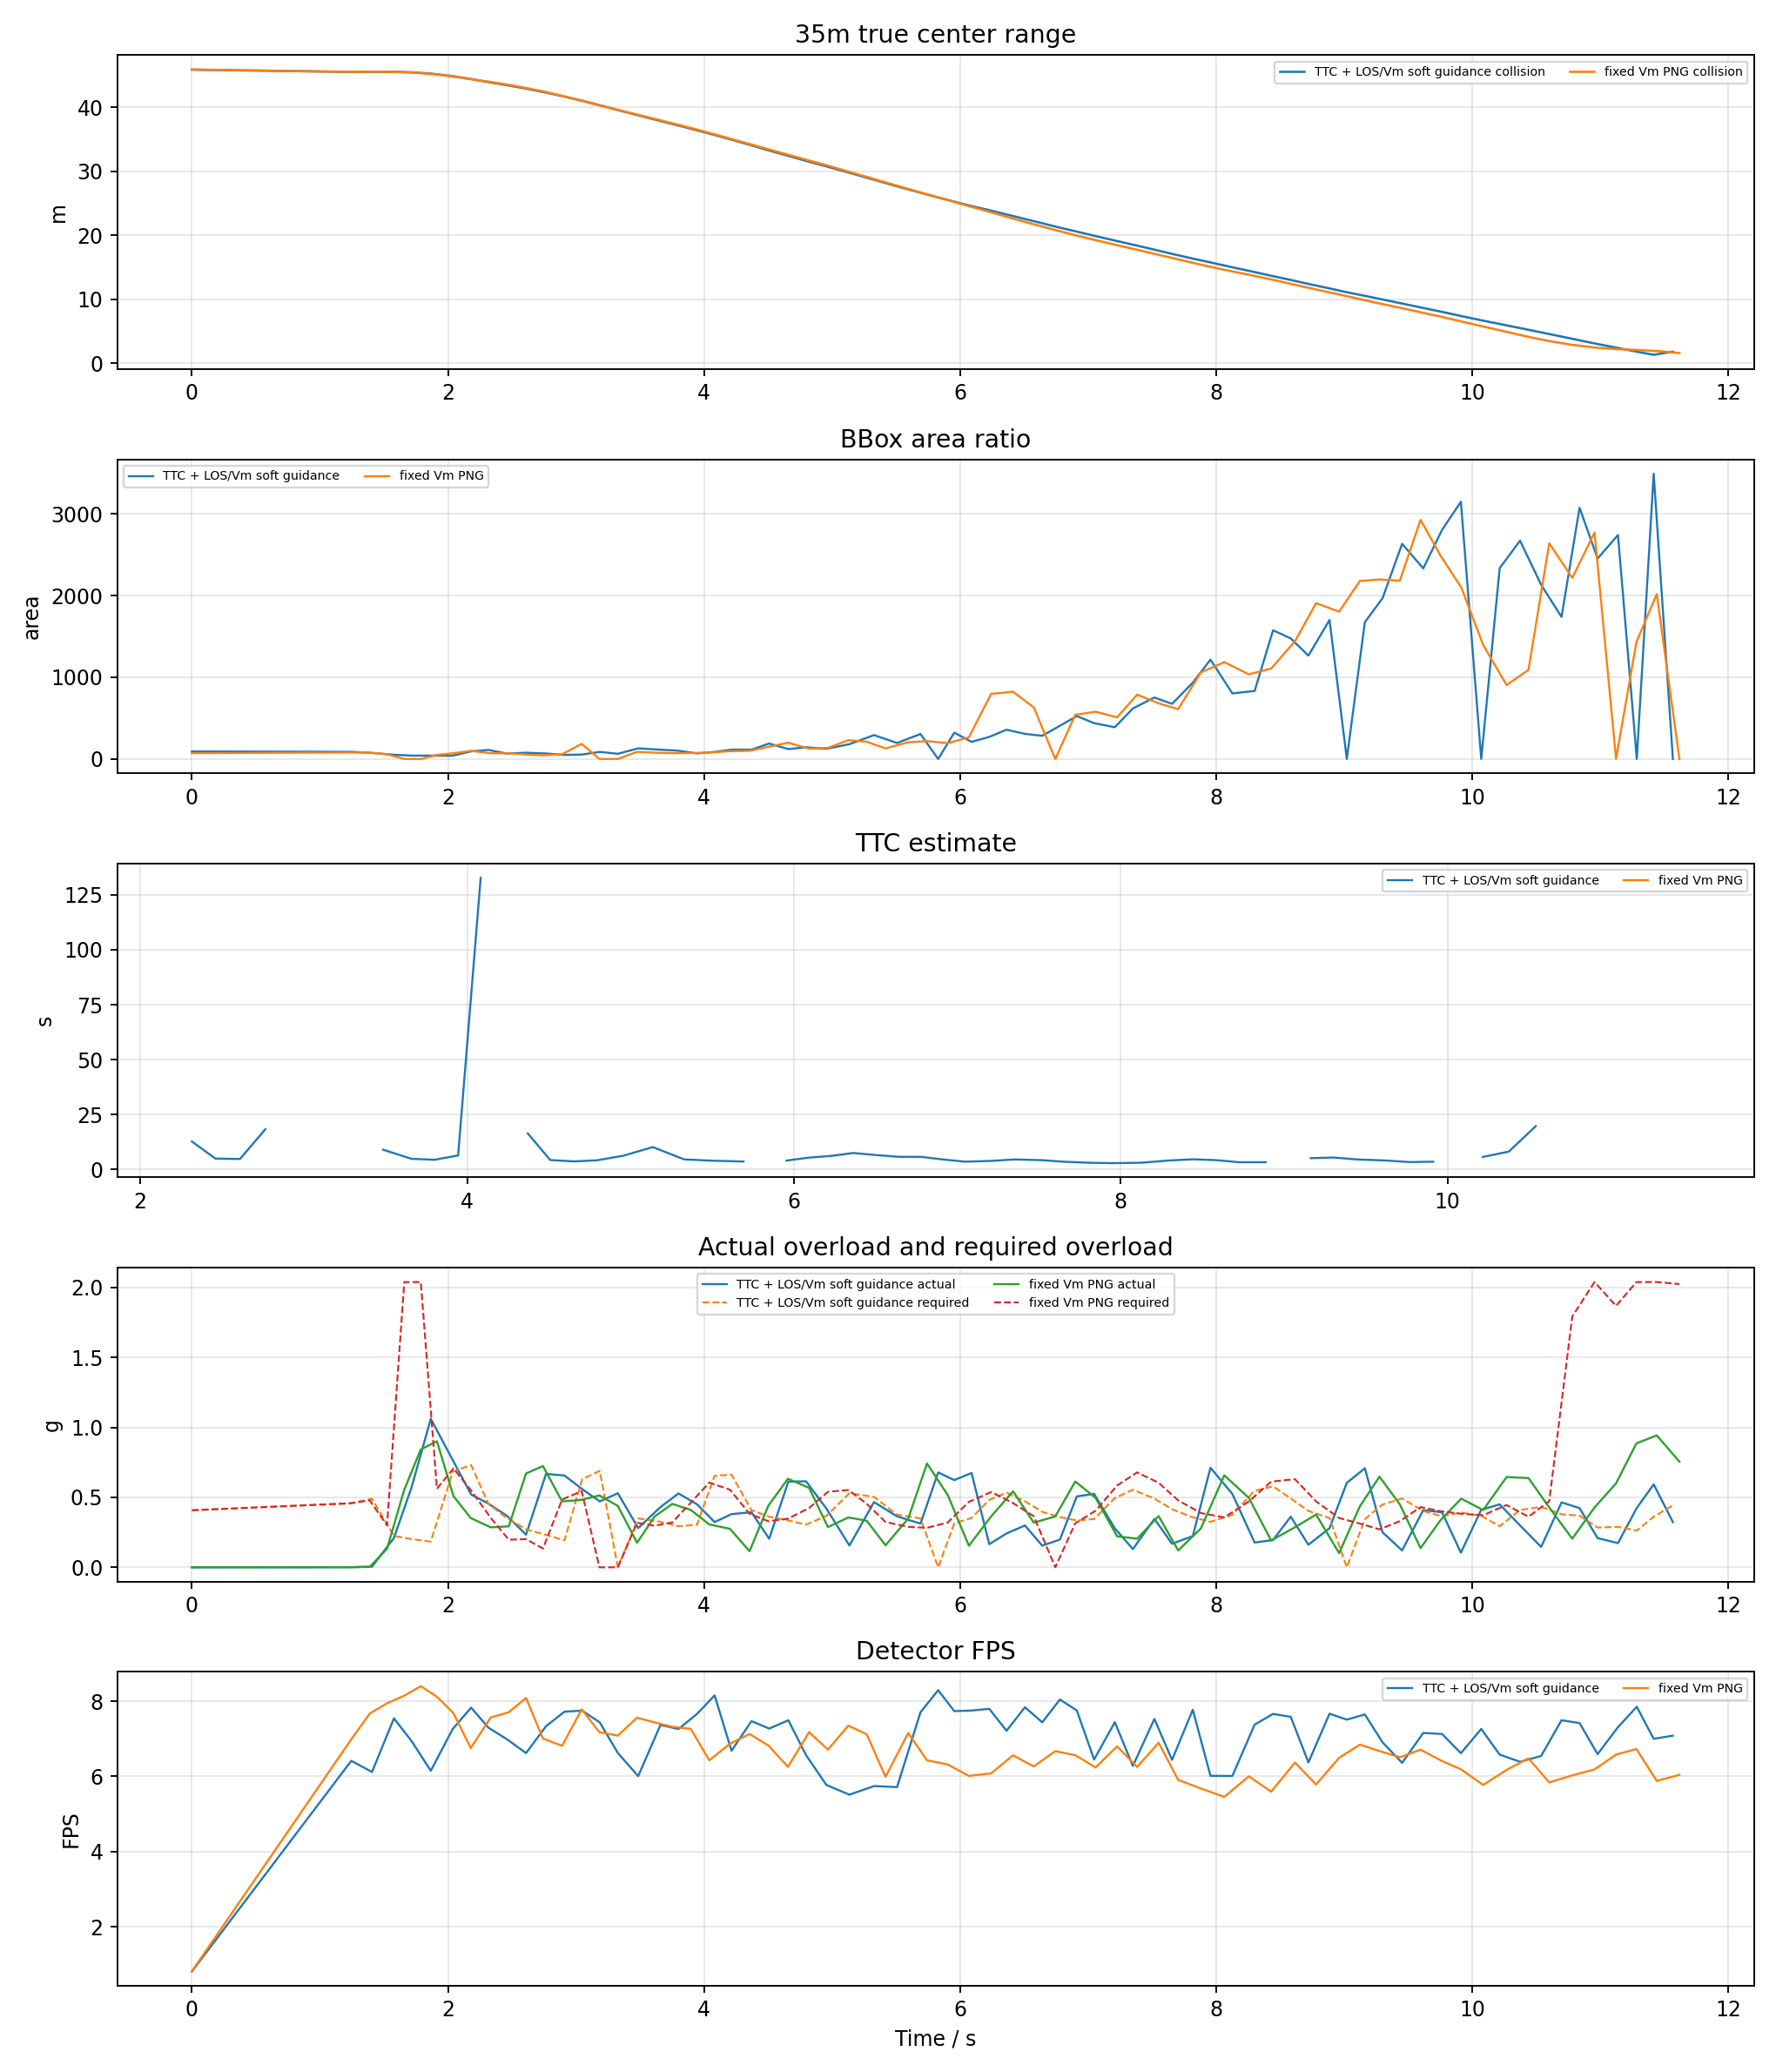 35m true center range
TTC + LOS/Vm soft guidance collision fixed Vm PNG collision
m
40
30
20
10
0
0 2 4 6 8 10 12
BBox area ratio
TTC + LOS/Vm soft guidance fixed Vm PNG
area
3000
2000
1000
0
0 2 4 6 8 10 12
TTC estimate
TTC + LOS/Vm soft guidance fixed Vm PNG
s
125
100
75
50
25
0
2 4 6 8 10
Actual overload and required overload
TTC + LOS/Vm soft guidance actual fixed Vm PNG actual
TTC + LOS/Vm soft guidance required fixed Vm PNG required
g
2.0
1.5
1.0
0.5
0.0
0 2 4 6 8 10 12
Detector FPS
TTC + LOS/Vm soft guidance fixed Vm PNG
FPS
8
6
4
2
0 2 4 6 8 10 12
Time / s